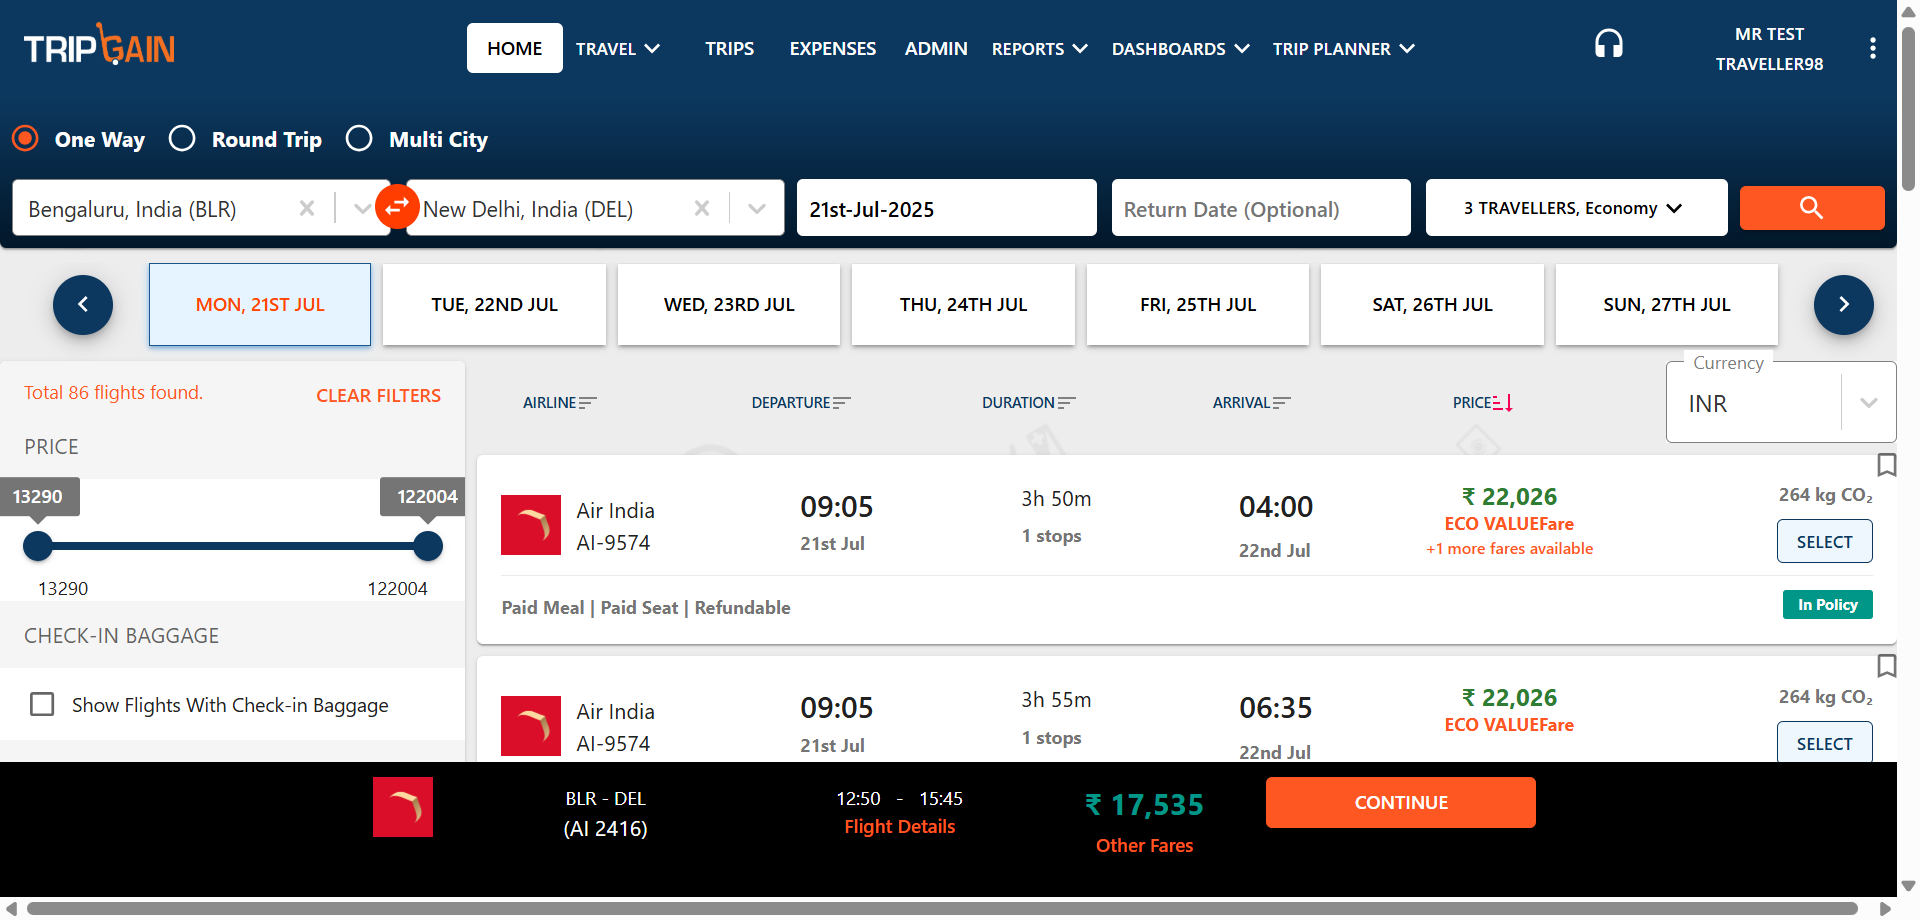 TRIPGAIN
HOME TRAVEL TRIPS EXPENSES ADMIN REPORTS DASHBOARDS TRIP PLANNER
MR TEST
TRAVELLER98
One Way Round Trip Multi City
Bengaluru, India (BLR) New Delhi, India (DEL) 21st-Jul-2025 Return Date (Optional) 3 TRAVELLERS, Economy
MON, 21ST JUL TUE, 22ND JUL WED, 23RD JUL THU, 24TH JUL FRI, 25TH JUL SAT, 26TH JUL SUN, 27TH JUL
Total 86 flights found. CLEAR FILTERS
PRICE
13290 122004
13290 122004
CHECK-IN BAGGAGE
Show Flights With Check-in Baggage
AIRLINE DEPARTURE DURATION ARRIVAL PRICE
Currency
INR
Air India
AI-9574
09:05
21st Jul
3h 50m
1 stops
04:00
22nd Jul
₹ 22,026
ECO VALUEFare
+1 more fares available
264 kg CO₂
SELECT
Paid Meal | Paid Seat | Refundable
In Policy
Air India
AI-9574
09:05
21st Jul
3h 55m
1 stops
06:35
22nd Jul
₹ 22,026
ECO VALUEFare
264 kg CO₂
SELECT
BLR - DEL
(AI 2416)
12:50 - 15:45
Flight Details
₹ 17,535
Other Fares
CONTINUE